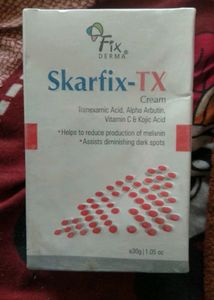 Fix
DERMA
Skarfix-TX
Cream
Tranexamic Acid, Alpha Arbutin,
Vitamin C & Kojic Acid
• Helps to reduce production of melanin
• Assists diminishing dark spots
e30g | 1.05 oz